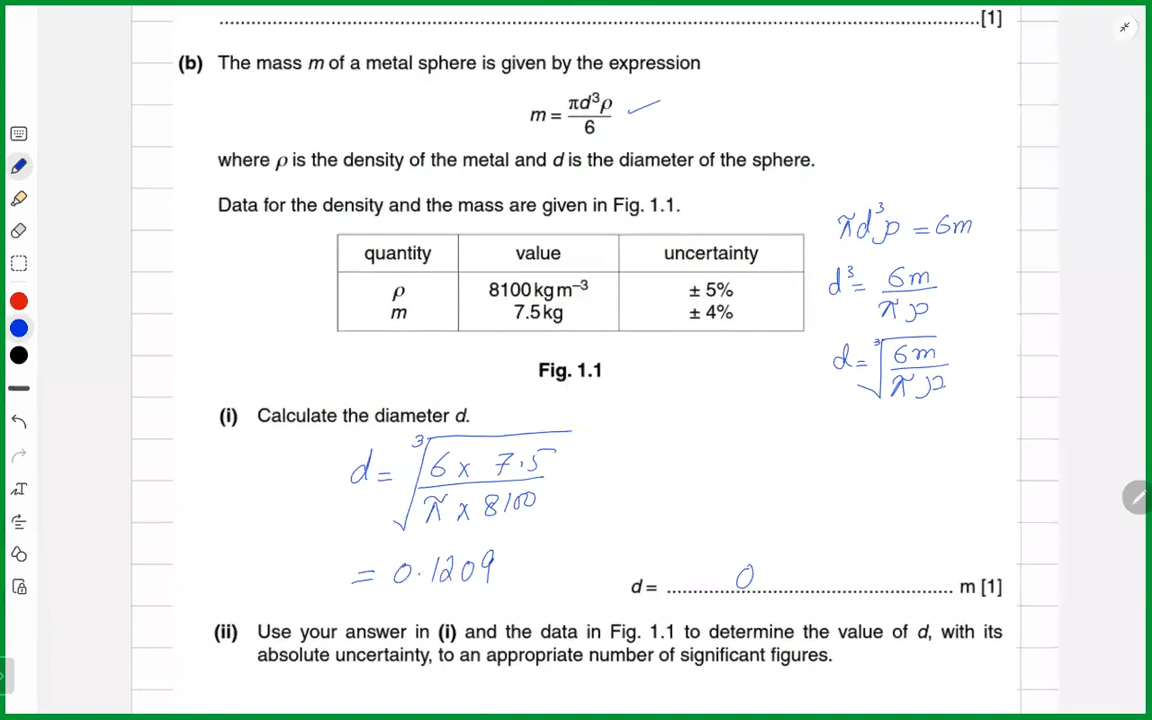 [1]
(b) The mass m of a metal sphere is given by the expression
m = πd³ρ / 6 ✓
where ρ is the density of the metal and d is the diameter of the sphere.
Data for the density and the mass are given in Fig. 1.1.
quantity value uncertainty
ρ 8100 kg m⁻³ ± 5%
m 7.5 kg ± 4%
Fig. 1.1
πd³ρ = 6m
d³ = 6m / πρ
d = ∛(6m / πρ)
(i) Calculate the diameter d.
d = ∛(6 × 7.5 / π × 8100)
= 0.1209
d = 0 m [1]
(ii) Use your answer in (i) and the data in Fig. 1.1 to determine the value of d, with its
absolute uncertainty, to an appropriate number of significant figures.